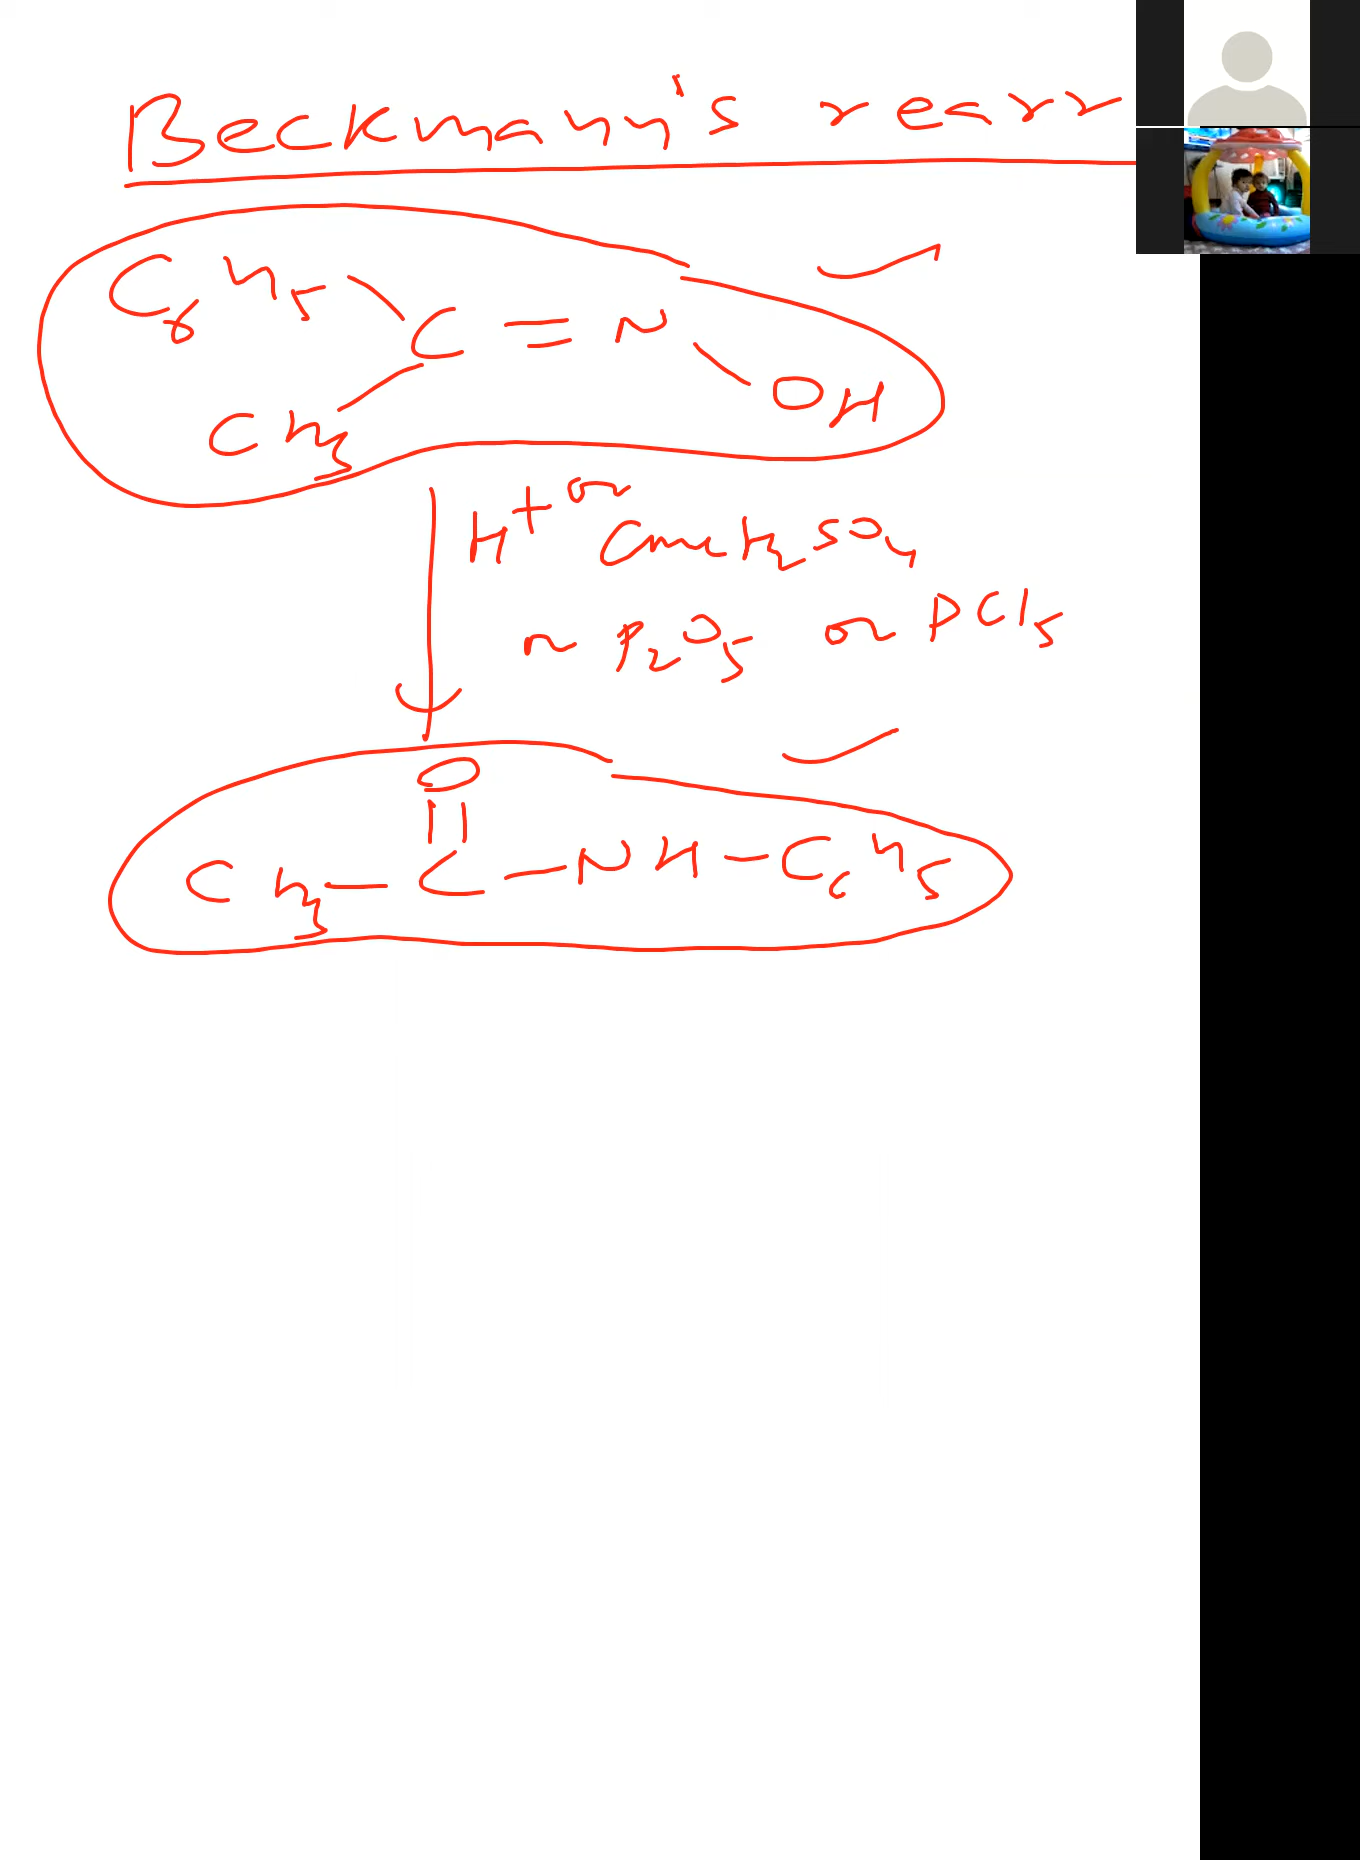 Beckmann's rearr
C₆H₅
C = N
OH
CH₃
H⁺ or
Conc H₂SO₄
or P₂O₅ or PCl₅
O
CH₃ — C — NH — C₆H₅